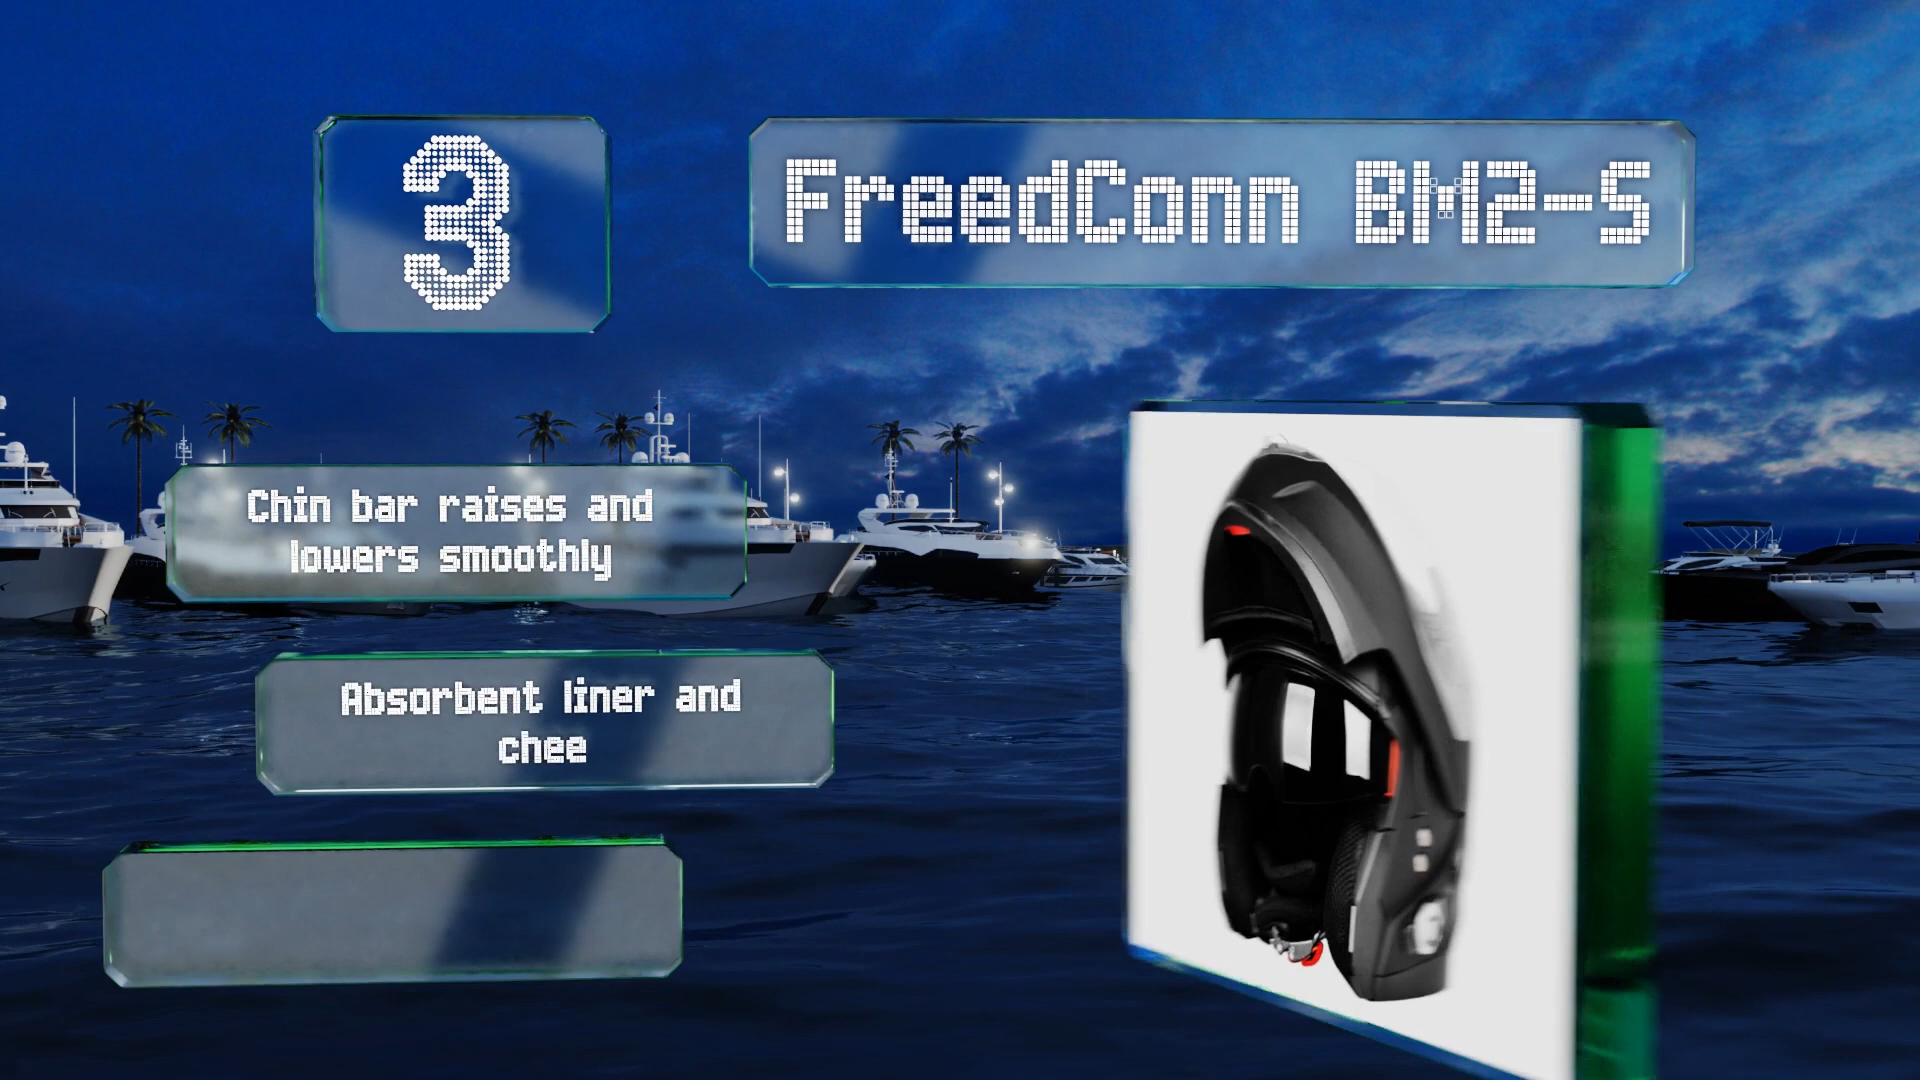 3
FreedConn BM2-S
Chin bar raises and
lowers smoothly
Absorbent liner and
chee